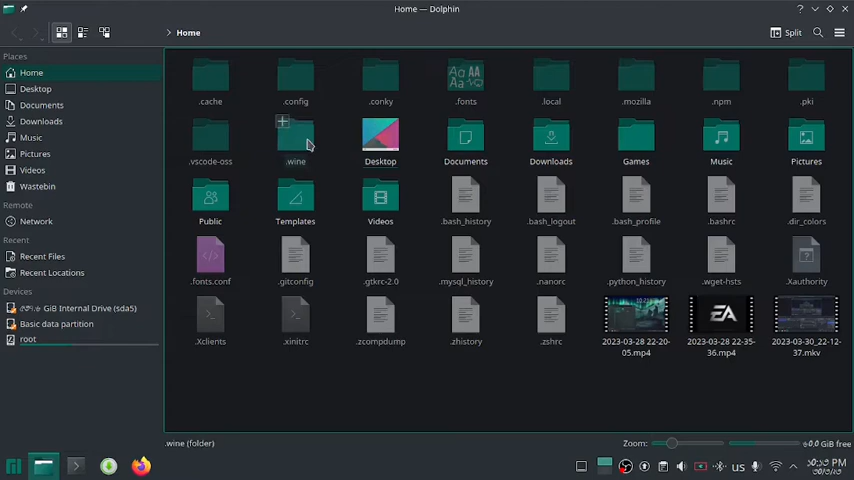 Home — Dolphin
Home
Split
Places
Home
Desktop
Documents
Downloads
Music
Pictures
Videos
Wastebin
Remote
Network
Recent
Recent Files
Recent Locations
Devices
GiB Internal Drive (sda5)
Basic data partition
root
.cache .config .conky .fonts .local .mozilla .npm .pki
.vscode-oss .wine Desktop Documents Downloads Games Music Pictures
Public Templates Videos .bash_history .bash_logout .bash_profile .bashrc .dir_colors
.fonts.conf .gitconfig .gtkrc-2.0 .mysql_history .nanorc .python_history .wget-hsts .Xauthority
EA
.Xclients .xinitrc .zcompdump .zhistory .zshrc 2023-03-28 22-20-05.mp4 2023-03-28 22-35-36.mp4 2023-03-30_22-12-37.mkv
.wine (folder)
Zoom:
GiB free
us
PM